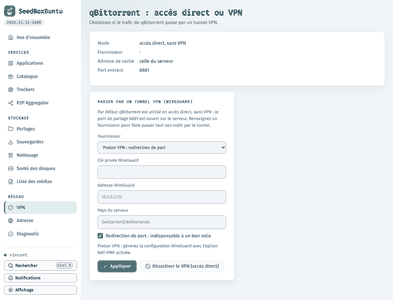 SeedBoxBuntu
Vue d'ensemble
SERVICES
Applications
Catalogue
Trackers
P2P Aggregator
STOCKAGE
Partages
Sauvegardes
Nettoyage
Santé des disques
Liste des médias
RÉSEAU
VPN
Adresse
Diagnostic
vincent
Rechercher
Notifications
Affichage
qBittorrent : accès direct ou VPN
Choisissez si le trafic de qBittorrent passe par un tunnel VPN.
Mode accès direct, sans VPN
Fournisseur -
Adresse de sortie celle du serveur
Port entrant 6881
PASSER PAR UN TUNNEL VPN (WIREGUARD)
Par défaut qBittorrent est utilisé en accès direct, sans VPN : le
port de partage 6881 est ouvert sur le serveur. Renseignez un
fournisseur pour faire passer tout son trafic par le tunnel.
Fournisseur
Proton VPN : redirection de port
Clé privée WireGuard
Adresse WireGuard
10.2.0.2/32
Pays du serveur
Switzerland,Netherlands
Redirection de port : indispensable à un bon ratio
Proton VPN : générez la configuration WireGuard avec l'option
NAT-PMP activée.
Appliquer
Désactiver le VPN (accès direct)